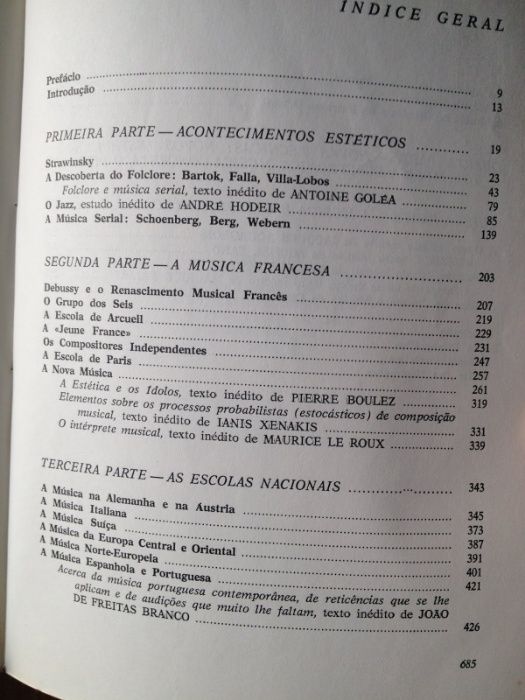 ÍNDICE GERAL
Prefácio ........ 9
Introdução ........ 13
PRIMEIRA PARTE — ACONTECIMENTOS ESTÉTICOS ........ 19
Strawinsky ........ 23
A Descoberta do Folclore: Bartok, Falla, Villa-Lobos ........ 43
Folclore e música serial, texto inédito de ANTOINE GOLÉA ........ 79
O Jazz, estudo inédito de ANDRÉ HODEIR ........ 85
A Música Serial: Schoenberg, Berg, Webern ........ 139
SEGUNDA PARTE — A MÚSICA FRANCESA ........ 203
Debussy e o Renascimento Musical Francês ........ 207
O Grupo dos Seis ........ 219
A Escola de Arcueil ........ 229
A «Jeune France» ........ 231
Os Compositores Independentes ........ 247
A Escola de Paris ........ 257
A Nova Música ........ 261
A Estética e os Ídolos, texto inédito de PIERRE BOULEZ ........ 319
Elementos sobre os processos probabilistas (estocásticos) de composição
musical, texto inédito de IANIS XENAKIS ........ 331
O intérprete musical, texto inédito de MAURICE LE ROUX ........ 339
TERCEIRA PARTE — AS ESCOLAS NACIONAIS ........ 343
A Música na Alemanha e na Áustria ........ 345
A Música Italiana ........ 373
A Música Suíça ........ 387
A Música da Europa Central e Oriental ........ 391
A Música Norte-Europela ........ 401
A Música Espanhola e Portuguesa ........ 421
Acerca da música portuguesa contemporânea, de reticências que se lhe
aplicam e de audições que muito lhe faltam, texto inédito de JOÃO
DE FREITAS BRANCO ........ 426
685